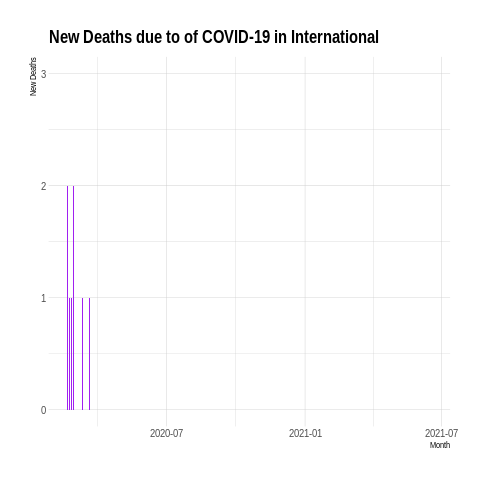 New Deaths due to of COVID-19 in International
New Deaths
3
2
1
0
2020-07
2021-01
2021-07
Month